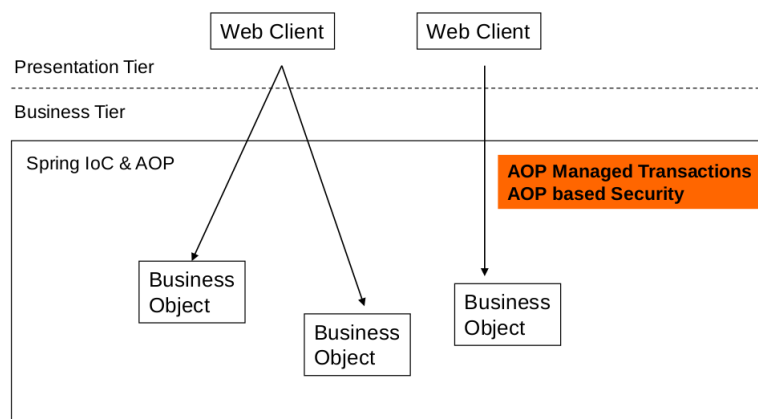 Web Client
Web Client
Presentation Tier
Business Tier
Spring IoC & AOP
AOP Managed Transactions
AOP based Security
Business
Object
Business
Object
Business
Object